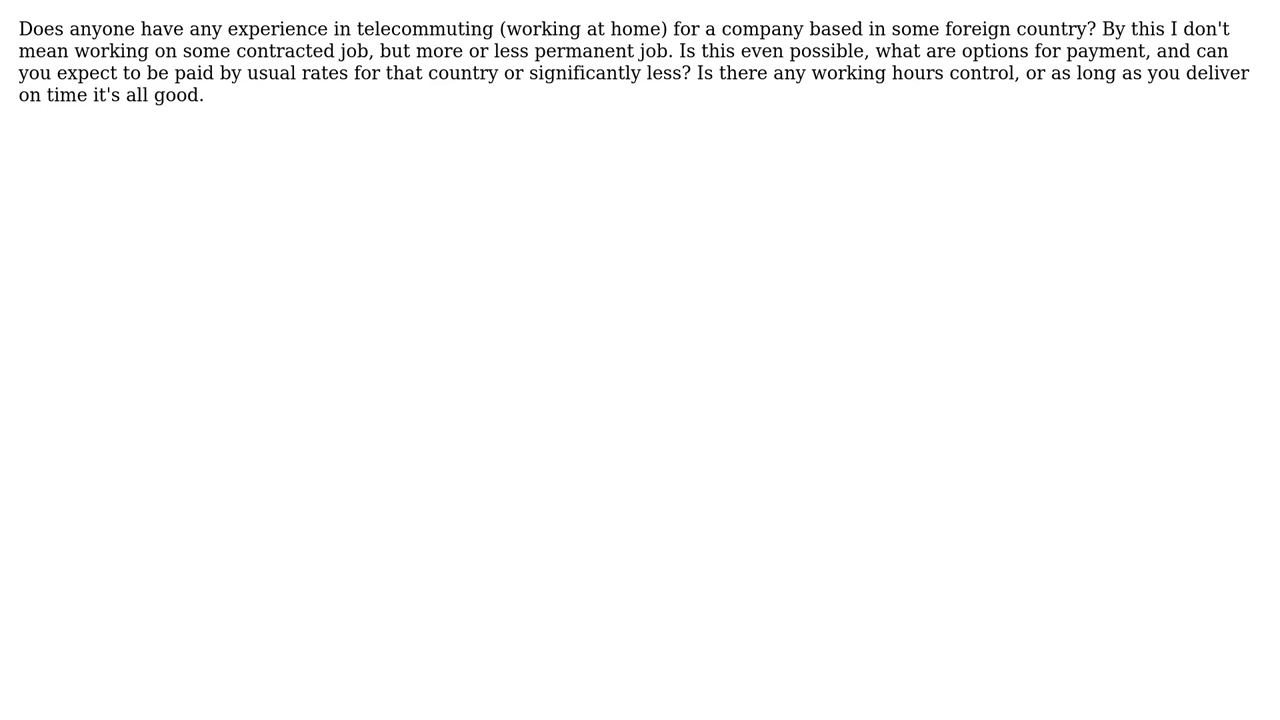 Does anyone have any experience in telecommuting (working at home) for a company based in some foreign country? By this I don't
mean working on some contracted job, but more or less permanent job. Is this even possible, what are options for payment, and can
you expect to be paid by usual rates for that country or significantly less? Is there any working hours control, or as long as you deliver
on time it's all good.